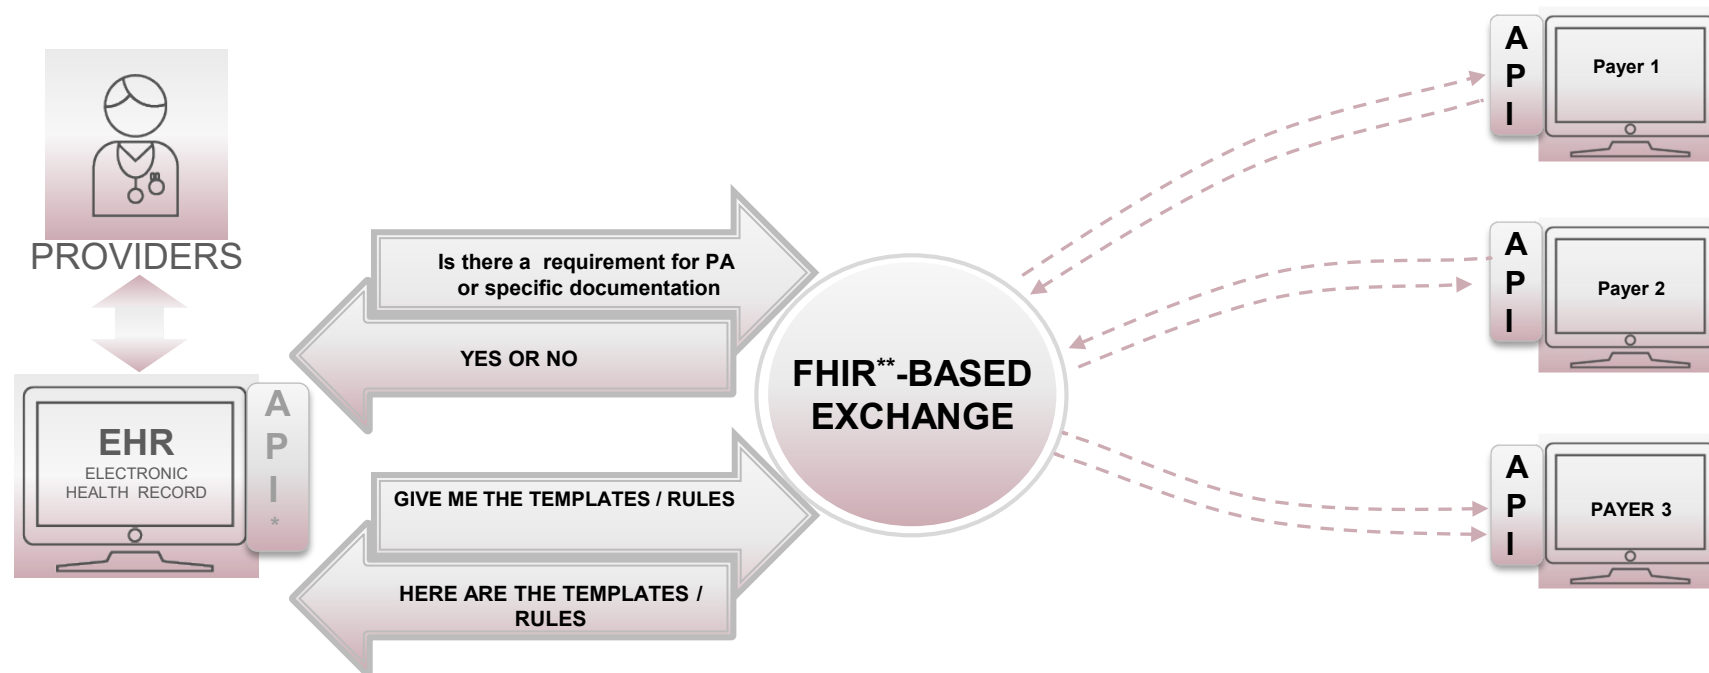 PROVIDERS
EHR
ELECTRONIC
HEALTH RECORD
A
P
I
*
Is there a requirement for PA
or specific documentation
YES OR NO
GIVE ME THE TEMPLATES / RULES
HERE ARE THE TEMPLATES /
RULES
FHIR**-BASED
EXCHANGE
A
P
I
Payer 1
A
P
I
Payer 2
A
P
I
PAYER 3